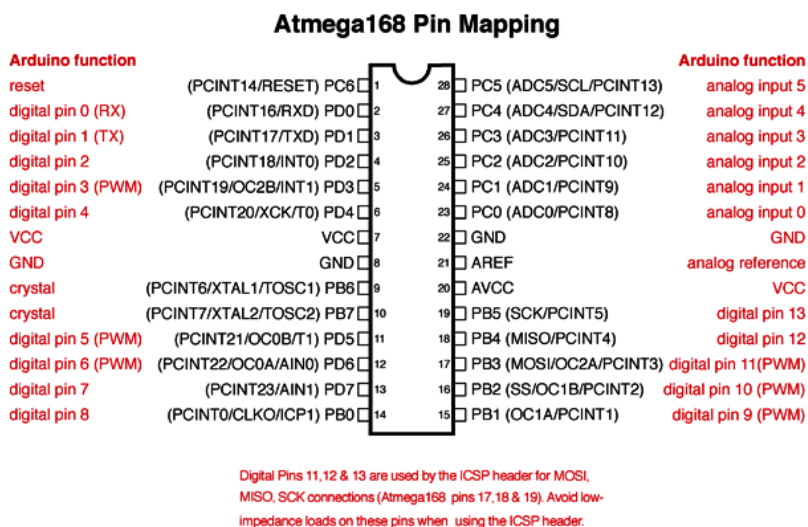 Atmega168 Pin Mapping
Arduino function Arduino function
reset (PCINT14/RESET) PC6 1 28 PC5 (ADC5/SCL/PCINT13) analog input 5
digital pin 0 (RX) (PCINT16/RXD) PD0 2 27 PC4 (ADC4/SDA/PCINT12) analog input 4
digital pin 1 (TX) (PCINT17/TXD) PD1 3 26 PC3 (ADC3/PCINT11) analog input 3
digital pin 2 (PCINT18/INT0) PD2 4 25 PC2 (ADC2/PCINT10) analog input 2
digital pin 3 (PWM) (PCINT19/OC2B/INT1) PD3 5 24 PC1 (ADC1/PCINT9) analog input 1
digital pin 4 (PCINT20/XCK/T0) PD4 6 23 PC0 (ADC0/PCINT8) analog input 0
VCC VCC 7 22 GND GND
GND GND 8 21 AREF analog reference
crystal (PCINT6/XTAL1/TOSC1) PB6 9 20 AVCC VCC
crystal (PCINT7/XTAL2/TOSC2) PB7 10 19 PB5 (SCK/PCINT5) digital pin 13
digital pin 5 (PWM) (PCINT21/OC0B/T1) PD5 11 18 PB4 (MISO/PCINT4) digital pin 12
digital pin 6 (PWM) (PCINT22/OC0A/AIN0) PD6 12 17 PB3 (MOSI/OC2A/PCINT3) digital pin 11(PWM)
digital pin 7 (PCINT23/AIN1) PD7 13 16 PB2 (SS/OC1B/PCINT2) digital pin 10 (PWM)
digital pin 8 (PCINT0/CLKO/ICP1) PB0 14 15 PB1 (OC1A/PCINT1) digital pin 9 (PWM)
Digital Pins 11,12 & 13 are used by the ICSP header for MOSI,
MISO, SCK connections (Atmega168 pins 17,18 & 19). Avoid low-
impedance loads on these pins when using the ICSP header.